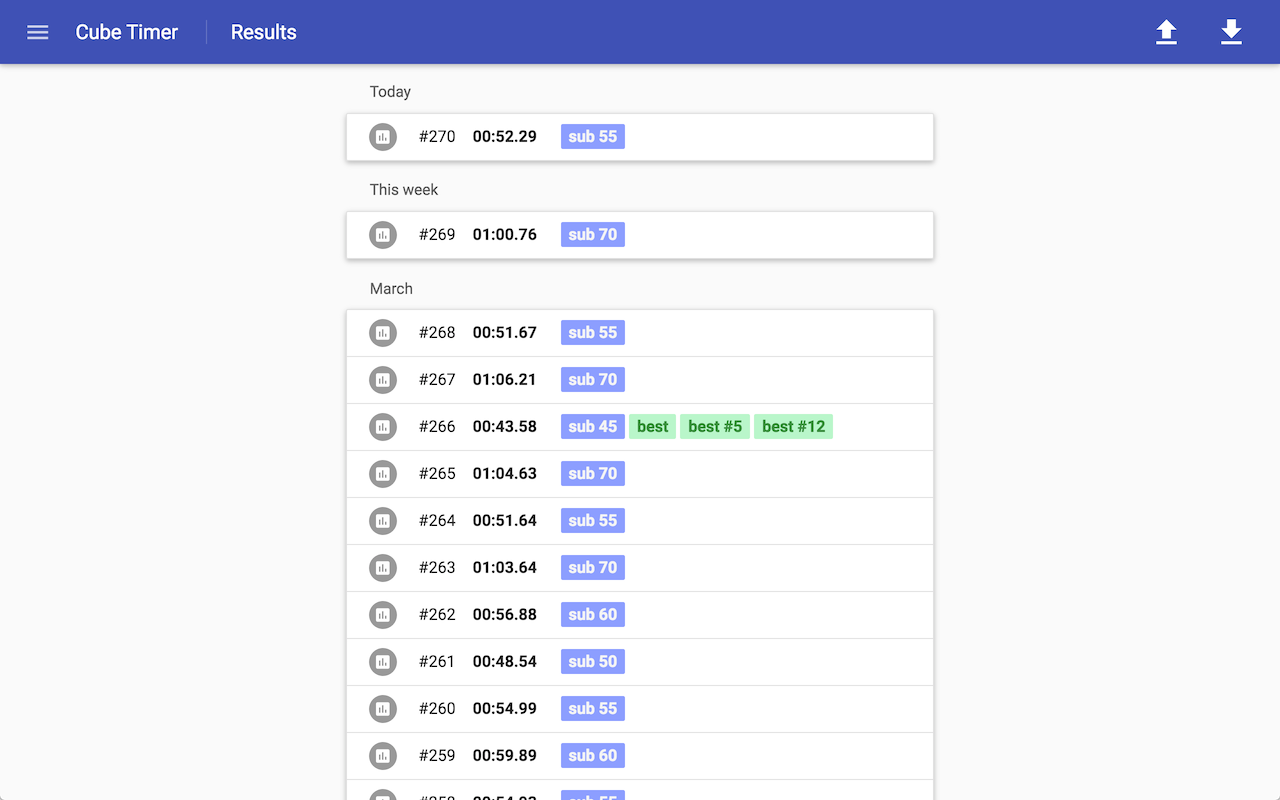 Cube Timer Results
Today
#270 00:52.29 sub 55
This week
#269 01:00.76 sub 70
March
#268 00:51.67 sub 55
#267 01:06.21 sub 70
#266 00:43.58 sub 45 best best #5 best #12
#265 01:04.63 sub 70
#264 00:51.64 sub 55
#263 01:03.64 sub 70
#262 00:56.88 sub 60
#261 00:48.54 sub 50
#260 00:54.99 sub 55
#259 00:59.89 sub 60